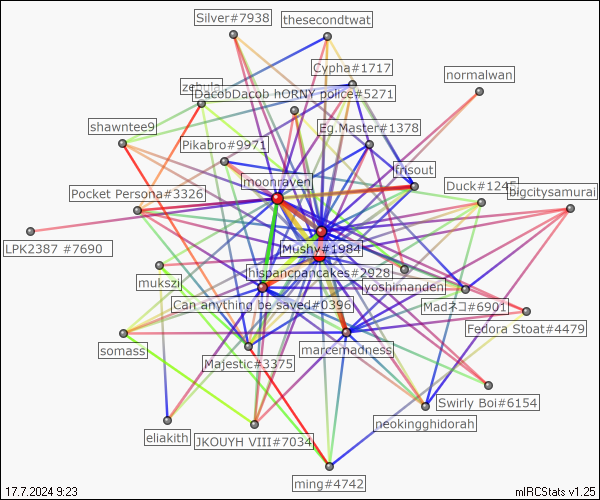 Silver#7938
thesecondtwat
Cypha#1717
normalwan
zebula
DacobDacob hORNY police#5271
shawntee9
Eg.Master#1378
Pikabro#9971
frisout
moonraven
Duck#1245
Pocket Persona#3326
bigcitysamurai
LPK2387 #7690
Mushy#1984
hispancpancakes#2928
mukszi
yoshimanden
Can anything be saved#0396
Madネコ#6901
Fedora Stoat#4479
somass
marcemadness
Majestic#3375
Swirly Boi#6154
neokingghidorah
eliakith
JKOUYH VIII#7034
ming#4742
17.7.2024 9:23
mIRCStats v1.25